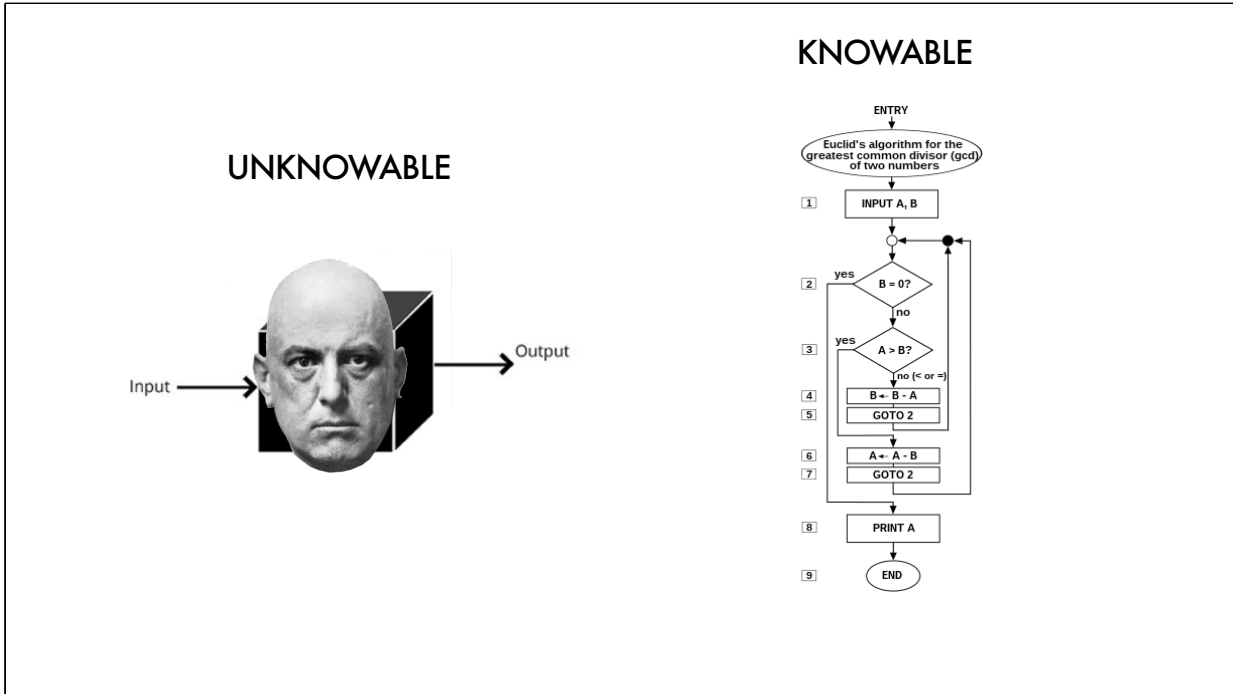 UNKNOWABLE
Input
Output
KNOWABLE
ENTRY
Euclid's algorithm for the
greatest common divisor (gcd)
of two numbers
1
INPUT A, B
2
yes
B = 0?
no
3
yes
A > B?
no (< or =)
4
B ← B - A
5
GOTO 2
6
A ← A - B
7
GOTO 2
8
PRINT A
9
END